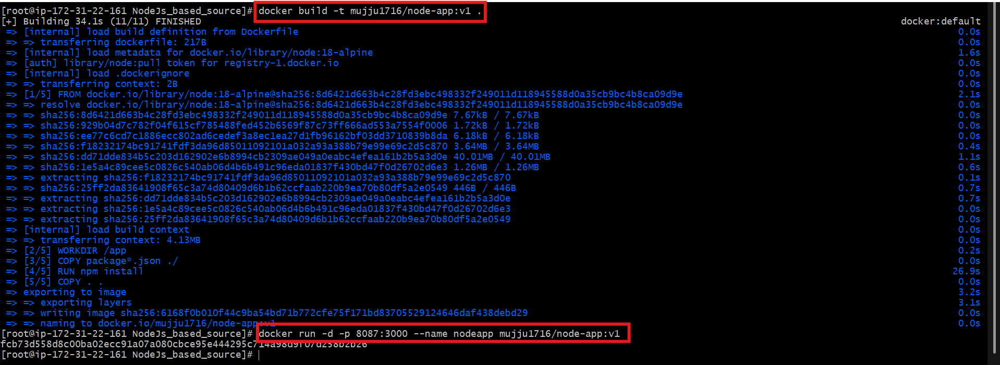 [root@ip-172-31-22-161 NodeJs_based_source]# docker build -t mujju1716/node-app:v1 .
[+] Building 34.1s (11/11) FINISHED docker:default
=> [internal] load build definition from Dockerfile 0.0s
=> => transferring dockerfile: 217B 0.0s
=> [internal] load metadata for docker.io/library/node:18-alpine 1.6s
=> [auth] library/node:pull token for registry-1.docker.io 0.0s
=> [internal] load .dockerignore 0.0s
=> => transferring context: 2B 0.0s
=> [1/5] FROM docker.io/library/node:18-alpine@sha256:8d6421d663b4c28fd3ebc498332f249011d118945588d0a35cb9bc4b8ca09d9e 2.1s
=> => resolve docker.io/library/node:18-alpine@sha256:8d6421d663b4c28fd3ebc498332f249011d118945588d0a35cb9bc4b8ca09d9e 0.0s
=> => sha256:8d6421d663b4c28fd3ebc498332f249011d118945588d0a35cb9bc4b8ca09d9e 7.67kB / 7.67kB 0.0s
=> => sha256:929b04d7c782f04f615cf785488fed452b6569f87c73ff666ad553a7554f0006 1.72kB / 1.72kB 0.0s
=> => sha256:ee77c6cd7c1886ecc802ad6cedef3a8ec1ea27d1fb96162bf03dd3710839b8da 6.18kB / 6.18kB 0.0s
=> => sha256:f18232174bc91741fdf3da96d85011092101a032a93a388b79e99e69c2d5c870 3.64MB / 3.64MB 0.4s
=> => sha256:dd71dde834b5c203d162902e6b8994cb2309ae049a0eabc4efea161b2b5a3d0e 40.01MB / 40.01MB 1.1s
=> => sha256:1e5a4c89cee5c0826c540ab06d4b6b491c96eda01837f430bd47f0d26702d6e3 1.26MB / 1.26MB 0.6s
=> => extracting sha256:f18232174bc91741fdf3da96d85011092101a032a93a388b79e99e69c2d5c870 0.1s
=> => sha256:25ff2da83641908f65c3a74d80409d6b1b62ccfaab220b9ea70b80df5a2e0549 446B / 446B 0.7s
=> => extracting sha256:dd71dde834b5c203d162902e6b8994cb2309ae049a0eabc4efea161b2b5a3d0e 0.7s
=> => extracting sha256:1e5a4c89cee5c0826c540ab06d4b6b491c96eda01837f430bd47f0d26702d6e3 0.0s
=> => extracting sha256:25ff2da83641908f65c3a74d80409d6b1b62ccfaab220b9ea70b80df5a2e0549 0.0s
=> [internal] load build context 0.0s
=> => transferring context: 4.13MB 0.0s
=> [2/5] WORKDIR /app 0.2s
=> [3/5] COPY package*.json ./ 0.0s
=> [4/5] RUN npm install 26.9s
=> [5/5] COPY . . 0.0s
=> exporting to image 3.2s
=> => exporting layers 3.1s
=> => writing image sha256:6168f0b010f44c9ba54bd71b772cfe75f171bd83705529124646daf438debd29 0.0s
=> => naming to docker.io/mujju1716/node-app:v1 0.0s
[root@ip-172-31-22-161 NodeJs_based_source]# docker run -d -p 8087:3000 --name nodeapp mujju1716/node-app:v1
fcb73d558d8c00ba02ecc91a07a080cbce95e444295c714a98d9f07d258b2b26
[root@ip-172-31-22-161 NodeJs_based_source]#